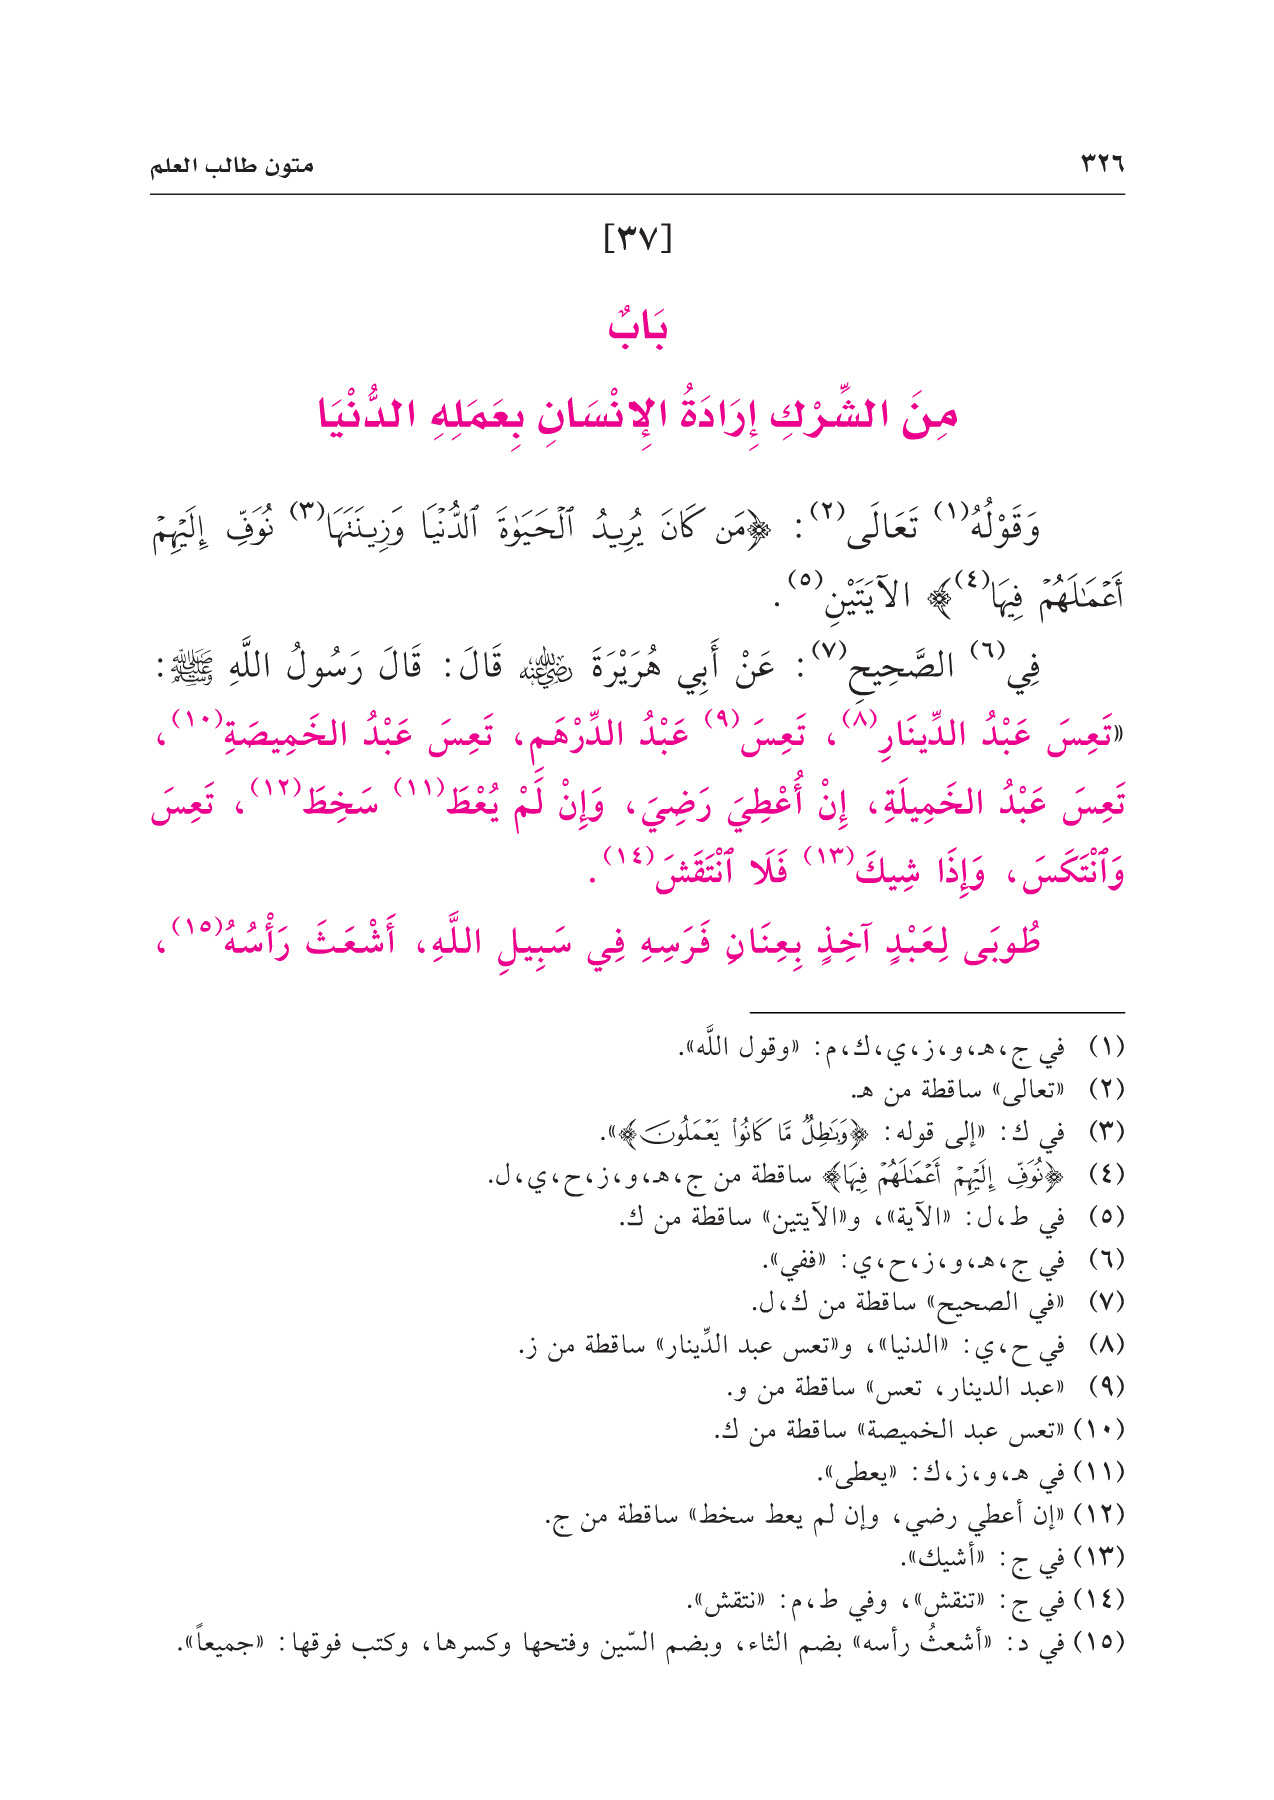 ٣٢٦
متون طالب العلم
[٣٧]
بَابٌ
مِنَ الشِّرْكِ إِرَادَةُ الإِنْسَانِ بِعَمَلِهِ الدُّنْيَا
وَقَوْلُهُ(١) تَعَالَى(٢): ﴿مَن كَانَ يُرِيدُ ٱلْحَيَوٰةَ ٱلدُّنْيَا وَزِينَتَهَا(٣) نُوَفِّ إِلَيْهِمْ
أَعْمَـٰلَهُمْ فِيهَا(٤)﴾ الآيَتَيْنِ(٥).
فِي(٦) الصَّحِيحِ(٧): عَنْ أَبِي هُرَيْرَةَ رضي الله عنه قَالَ: قَالَ رَسُولُ اللَّهِ ﷺ:
«تَعِسَ عَبْدُ الدِّينَارِ(٨)، تَعِسَ(٩) عَبْدُ الدِّرْهَمِ، تَعِسَ عَبْدُ الخَمِيصَةِ(١٠)،
تَعِسَ عَبْدُ الخَمِيلَةِ، إِنْ أُعْطِيَ رَضِيَ، وَإِنْ لَمْ يُعْطَ(١١) سَخِطَ(١٢)، تَعِسَ
وَٱنْتَكَسَ، وَإِذَا شِيكَ(١٣) فَلَا ٱنْتَقَشَ(١٤).
طُوبَى لِعَبْدٍ آخِذٍ بِعِنَانِ فَرَسِهِ فِي سَبِيلِ اللَّهِ، أَشْعَثَ رَأْسُهُ(١٥)،
(١) في ج، هـ، و، ز، ي، ك، م: «وقول اللَّه».
(٢) «تعالى» ساقطة من هـ.
(٣) في ك: «إلى قوله: ﴿وَبَـٰطِلٌ مَّا كَانُوا۟ يَعْمَلُونَ﴾».
(٤) ﴿نُوَفِّ إِلَيْهِمْ أَعْمَـٰلَهُمْ فِيهَا﴾ ساقطة من ج، هـ، و، ز، ح، ي، ل.
(٥) في ط، ل: «الآية»، و«الآيتين» ساقطة من ك.
(٦) في ج، هـ، و، ز، ح، ي: «ففي».
(٧) «في الصحيح» ساقطة من ك، ل.
(٨) في ح، ي: «الدنيا»، و«تعس عبد الدِّينار» ساقطة من ز.
(٩) «عبد الدينار، تعس» ساقطة من و.
(١٠) «تعس عبد الخميصة» ساقطة من ك.
(١١) في هـ، و، ز، ك: «يعطى».
(١٢) «إن أعطي رضي، وإن لم يعط سخط» ساقطة من ج.
(١٣) في ج: «أشيك».
(١٤) في ج: «تنقش»، وفي ط، م: «نتقش».
(١٥) في د: «أشعثُ رأسه» بضم الثاء، وبضم السّين وفتحها وكسرها، وكتب فوقها: «جميعاً».